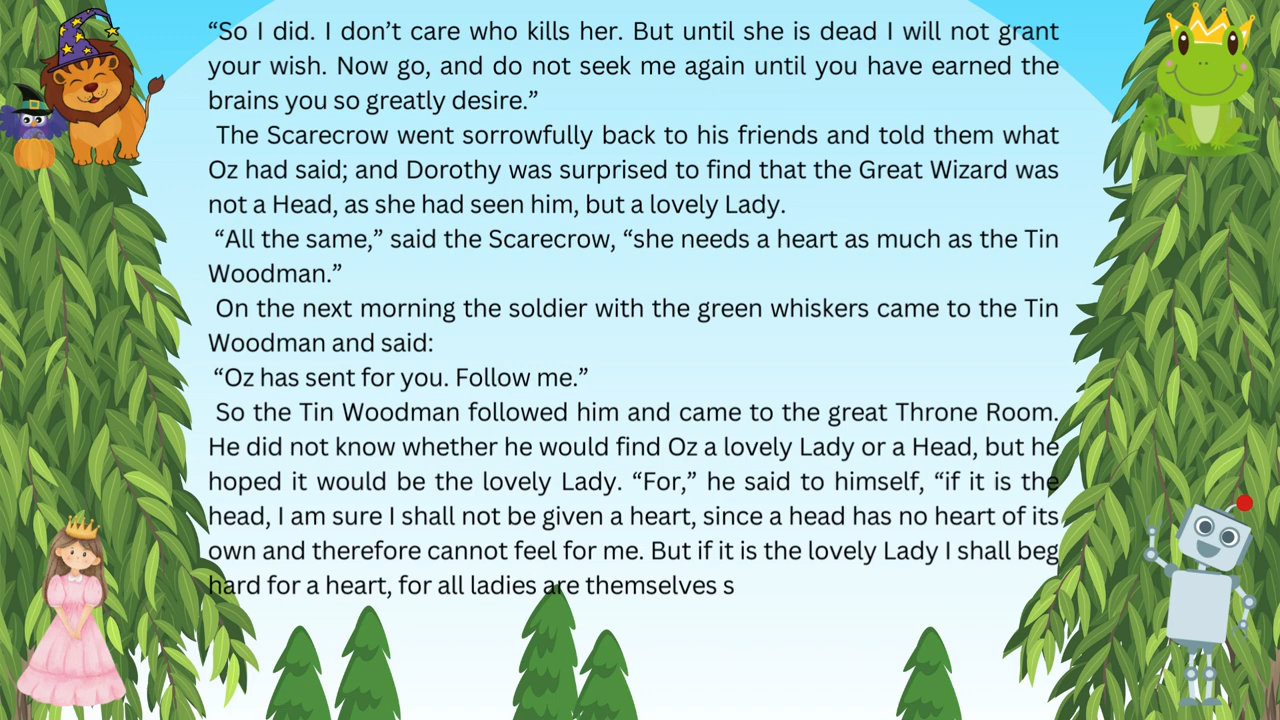 “So I did. I don’t care who kills her. But until she is dead I will not grant
your wish. Now go, and do not seek me again until you have earned the
brains you so greatly desire.”
The Scarecrow went sorrowfully back to his friends and told them what
Oz had said; and Dorothy was surprised to find that the Great Wizard was
not a Head, as she had seen him, but a lovely Lady.
“All the same,” said the Scarecrow, “she needs a heart as much as the Tin
Woodman.”
On the next morning the soldier with the green whiskers came to the Tin
Woodman and said:
“Oz has sent for you. Follow me.”
So the Tin Woodman followed him and came to the great Throne Room.
He did not know whether he would find Oz a lovely Lady or a Head, but he
hoped it would be the lovely Lady. “For,” he said to himself, “if it is the
head, I am sure I shall not be given a heart, since a head has no heart of its
own and therefore cannot feel for me. But if it is the lovely Lady I shall beg
hard for a heart, for all ladies are themselves s